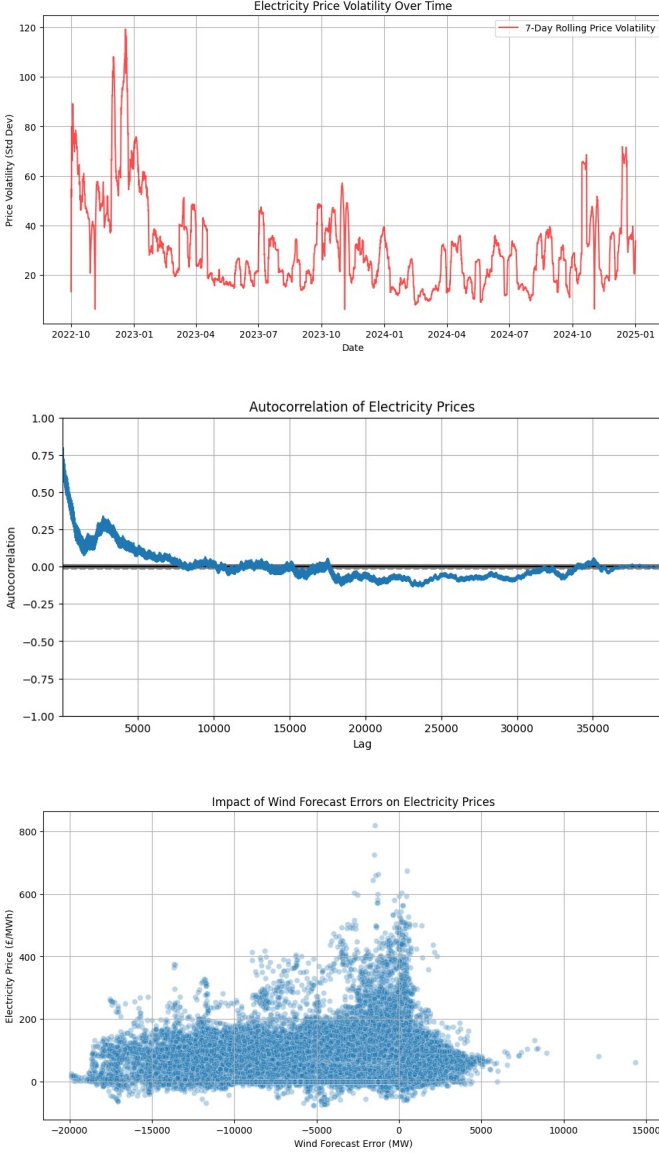 Electricity Price Volatility Over Time
7-Day Rolling Price Volatility
120
100
80
60
40
20
Price Volatility (Std Dev)
2022-10 2023-01 2023-04 2023-07 2023-10 2024-01 2024-04 2024-07 2024-10 2025-01
Date
Autocorrelation of Electricity Prices
1.00
0.75
0.50
0.25
0.00
−0.25
−0.50
−0.75
−1.00
Autocorrelation
5000 10000 15000 20000 25000 30000 35000
Lag
Impact of Wind Forecast Errors on Electricity Prices
800
600
400
200
0
Electricity Price (£/MWh)
−20000 −15000 −10000 −5000 0 5000 10000 15000
Wind Forecast Error (MW)